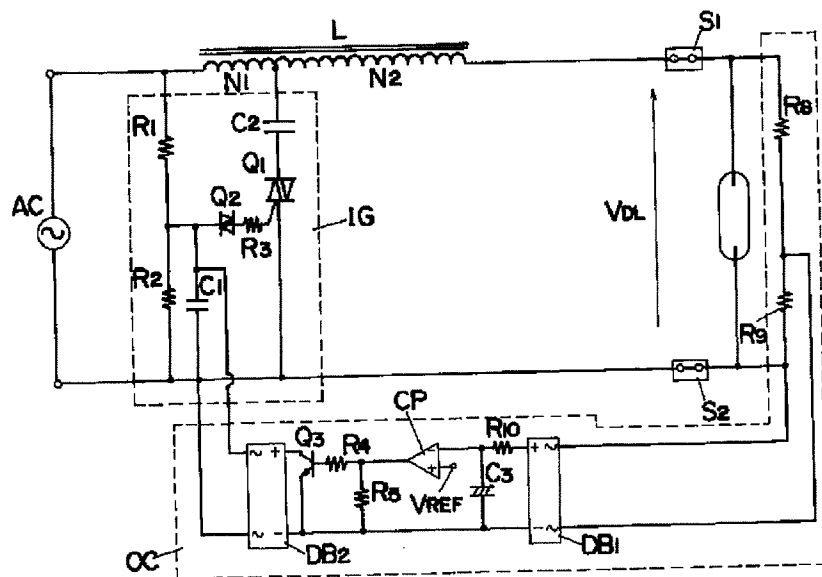 L
S1
N1
N2
R8
R1
C2
Q1
Q2
AC
IG
VDL
R3
R2
C1
R9
S2
CP
Q3
R4
R10
+
~
-
+
C3
+
~
R5
VREF
~
-
-
~
OC
DB2
DB1